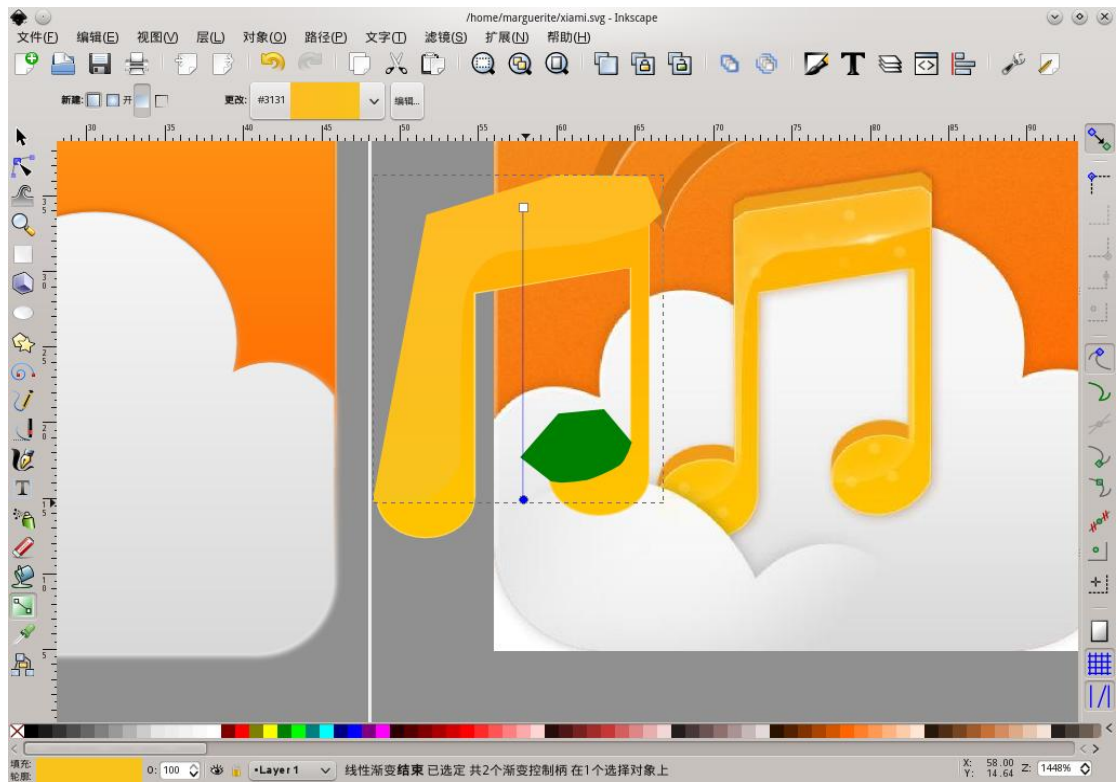 /home/marguerite/xiami.svg - Inkscape
文件(F) 编辑(E) 视图(V) 层(L) 对象(O) 路径(P) 文字(T) 滤镜(S) 扩展(N) 帮助(H)
新建: 开 更改: #3131 编辑...
30 35 40 45 50 55 60 65 70 75 80 85 90
填充: 轮廓: O: 100 •Layer 1 线性渐变结束 已选定 共2个渐变控制柄 在1个选择对象上 X: 58.00 Y: 14.64 Z: 1448%